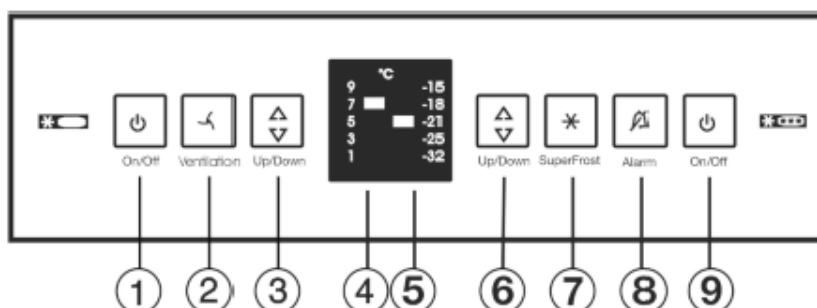 °C
9 -15
7 -18
5 -21
3 -25
1 -32
On/Off Ventilation Up/Down Up/Down SuperFrost Alarm On/Off
1 2 3 4 5 6 7 8 9